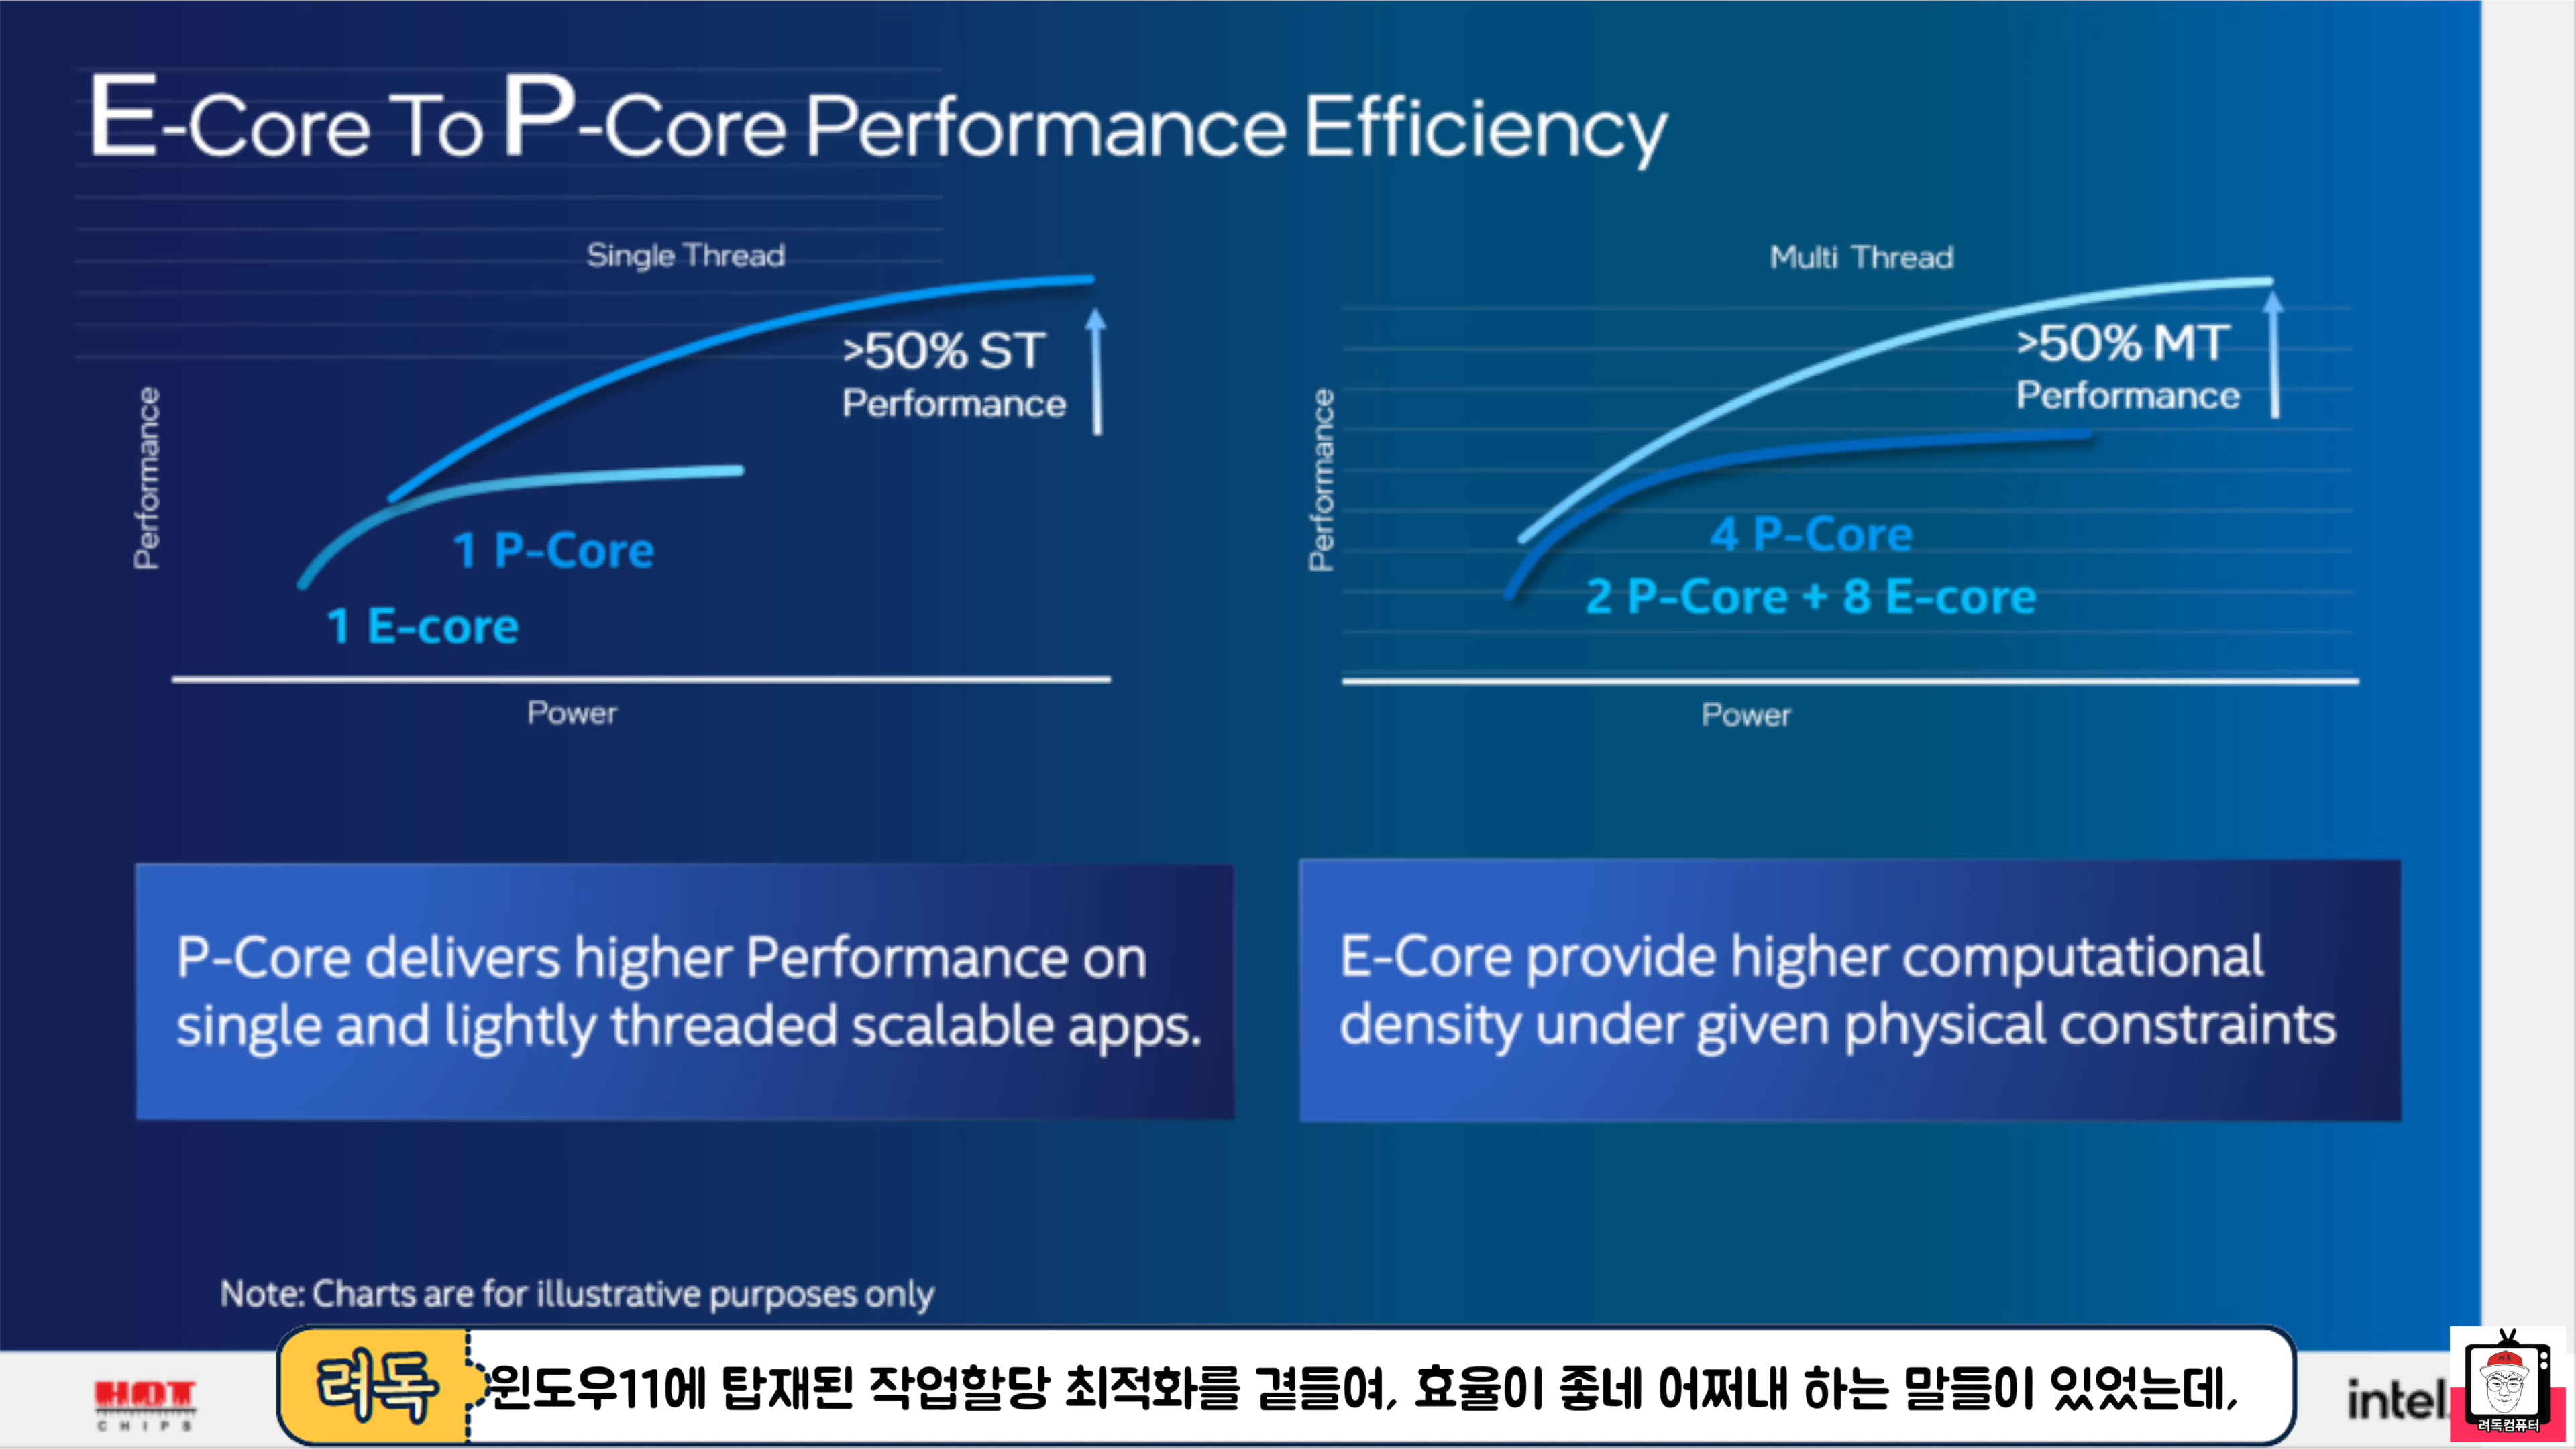 E-Core To P-Core Performance Efficiency
Single Thread
>50% ST
Performance
Performance
1 P-Core
1 E-core
Power
Multi Thread
>50% MT
Performance
Performance
4 P-Core
2 P-Core + 8 E-core
Power
P-Core delivers higher Performance on
single and lightly threaded scalable apps.
E-Core provide higher computational
density under given physical constraints
Note: Charts are for illustrative purposes only
HOT
CHIPS
려독
윈도우11에 탑재된 작업할당 최적화를 곁들여, 효율이 좋네 어쩌내 하는 말들이 있었는데,
intel.
려독컴퓨터